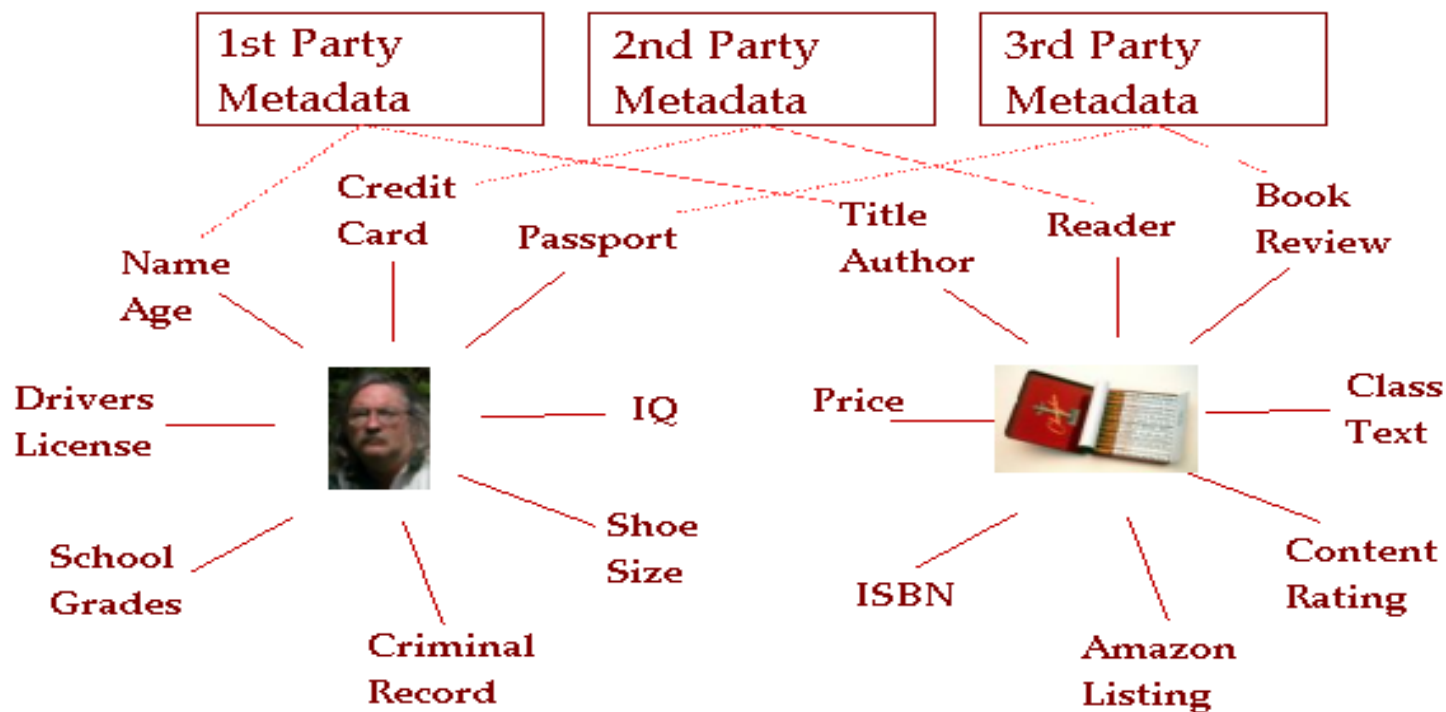 1st Party
Metadata
2nd Party
Metadata
3rd Party
Metadata
Credit
Card
Passport
Name
Age
Title
Author
Reader
Book
Review
Drivers
License
IQ
Price
Class
Text
School
Grades
Shoe
Size
Criminal
Record
ISBN
Content
Rating
Amazon
Listing